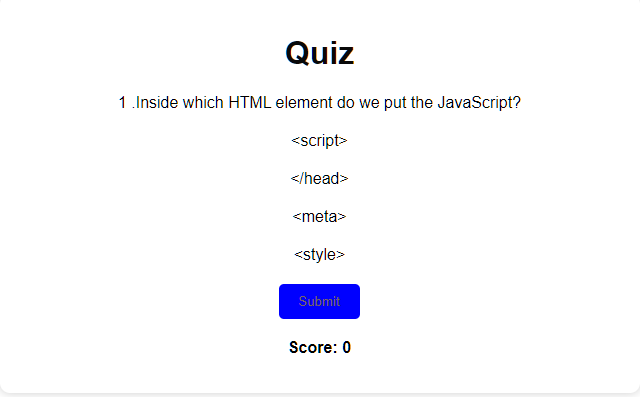 Quiz
1 .Inside which HTML element do we put the JavaScript?
<script>
</head>
<meta>
<style>
Submit
Score: 0